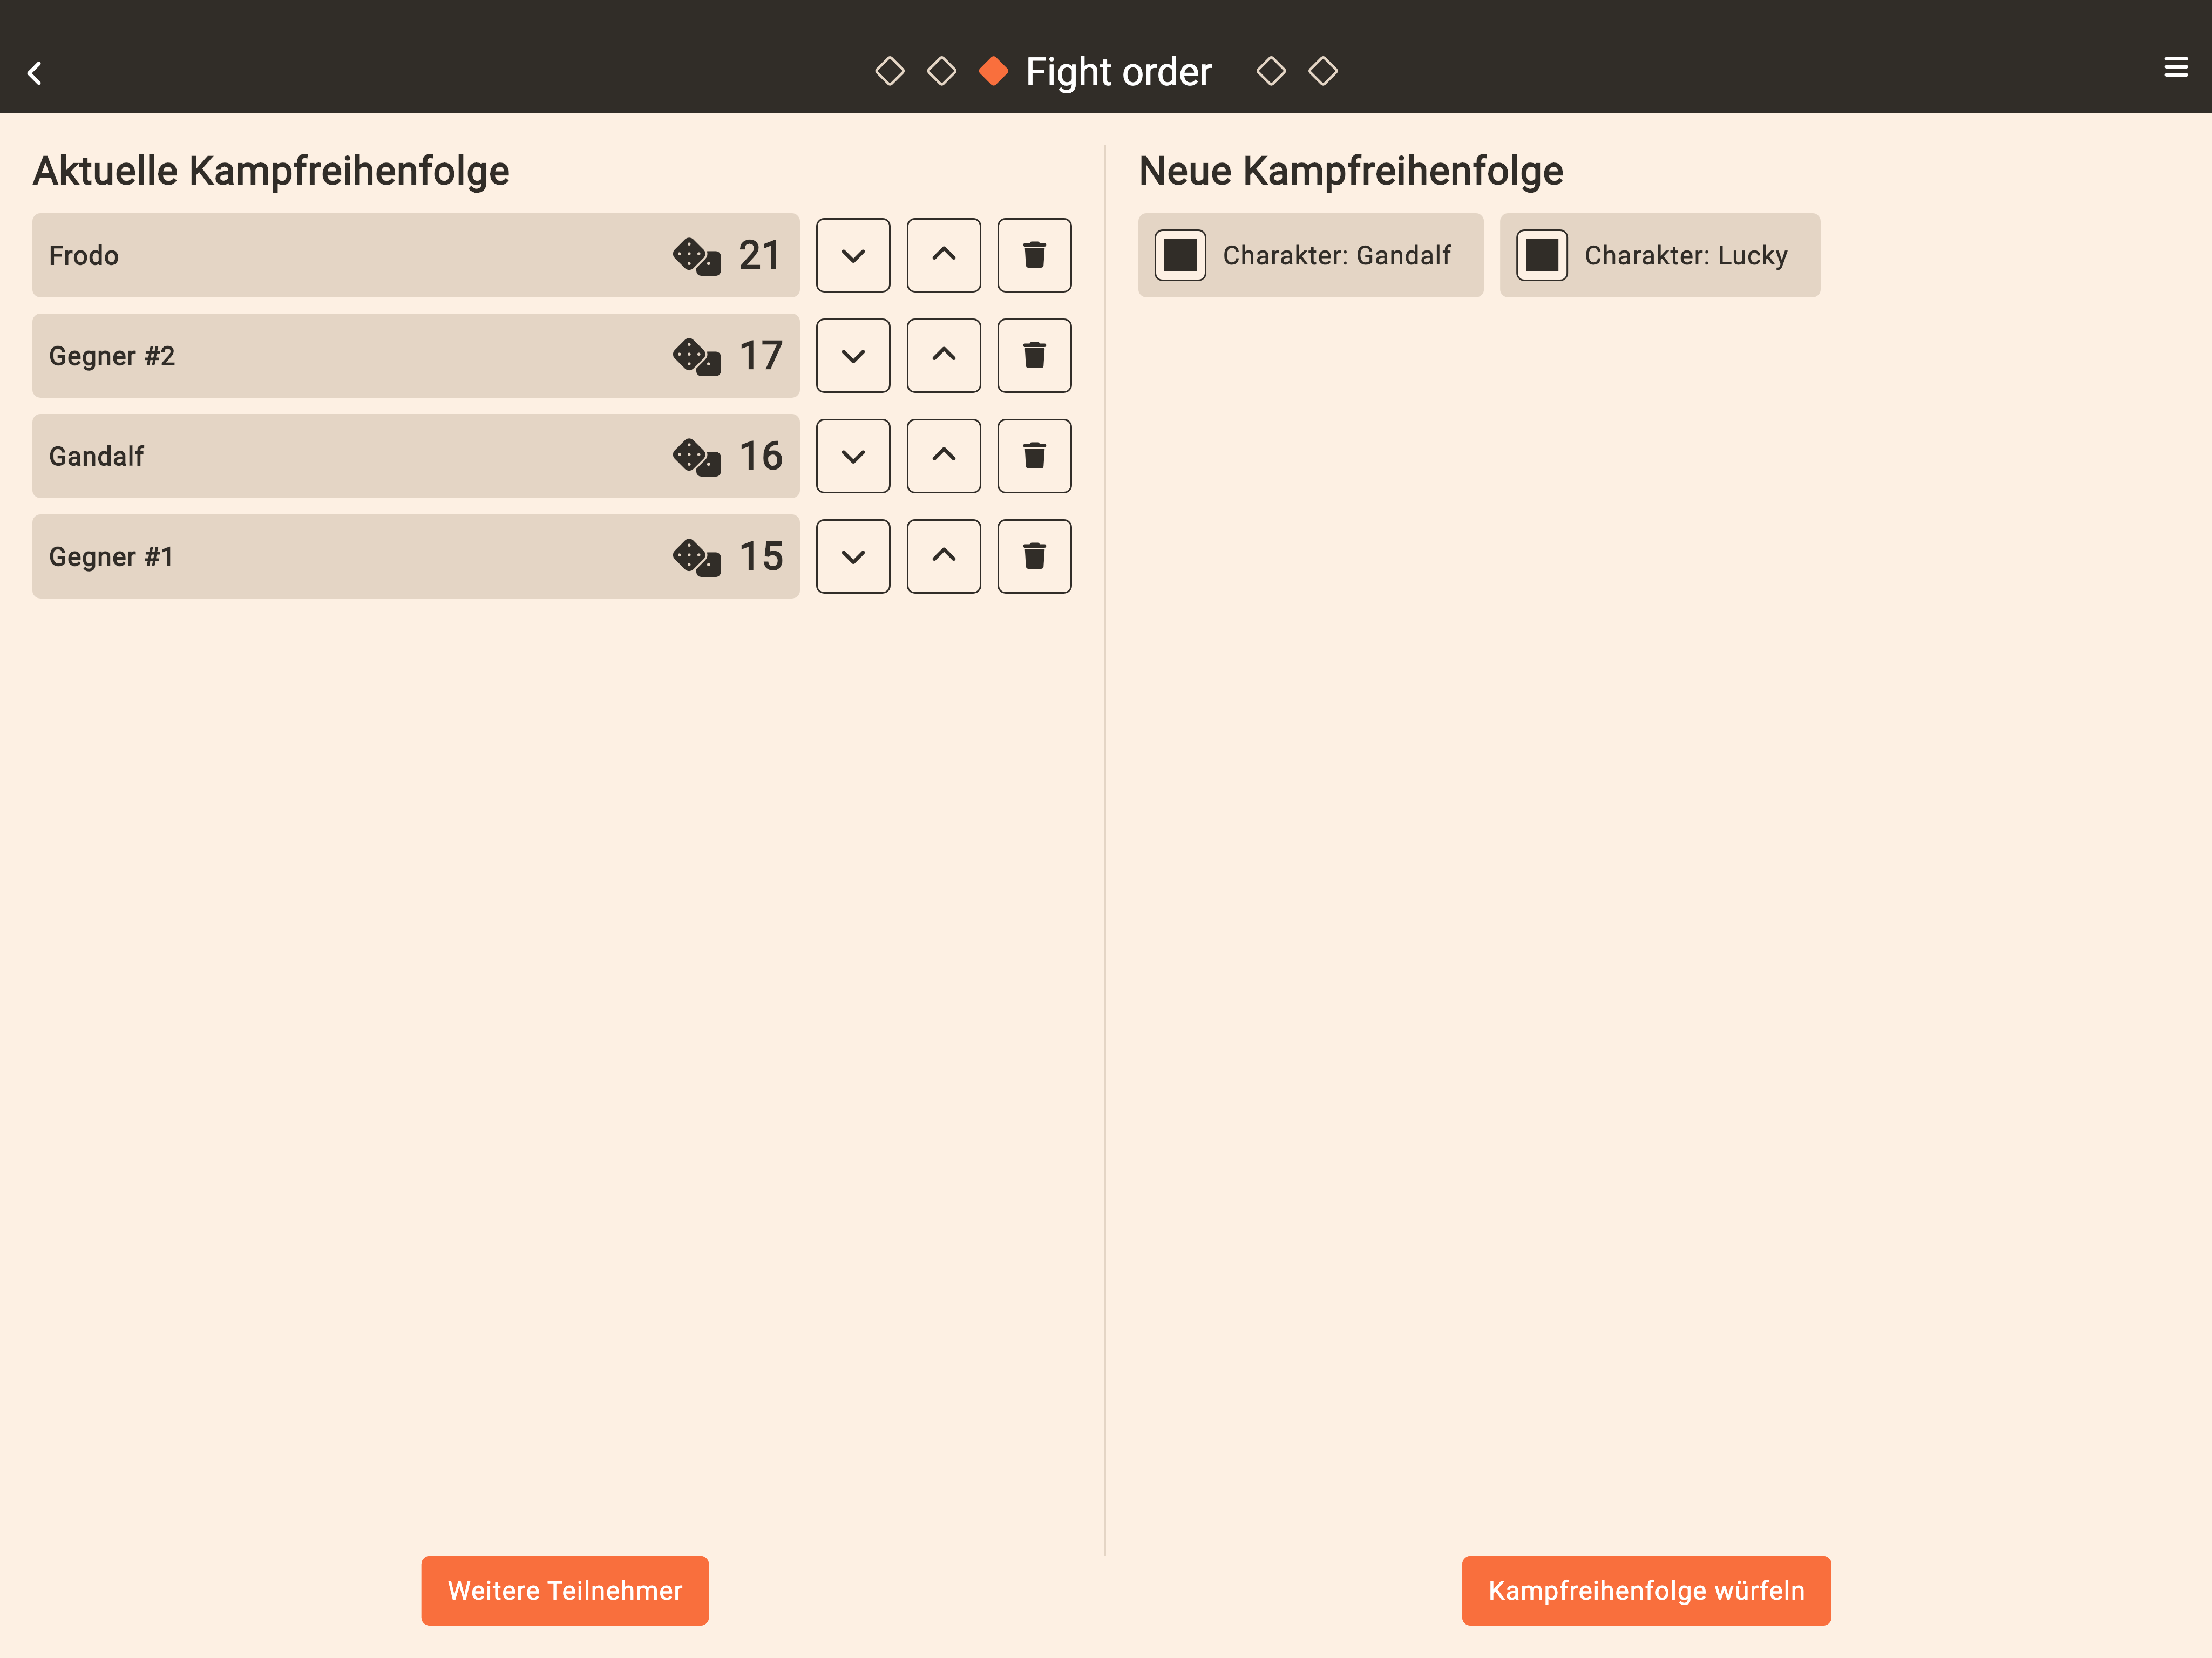 Fight order
Aktuelle Kampfreihenfolge
Frodo 21
Gegner #2 17
Gandalf 16
Gegner #1 15
Neue Kampfreihenfolge
Charakter: Gandalf
Charakter: Lucky
Weitere Teilnehmer
Kampfreihenfolge würfeln